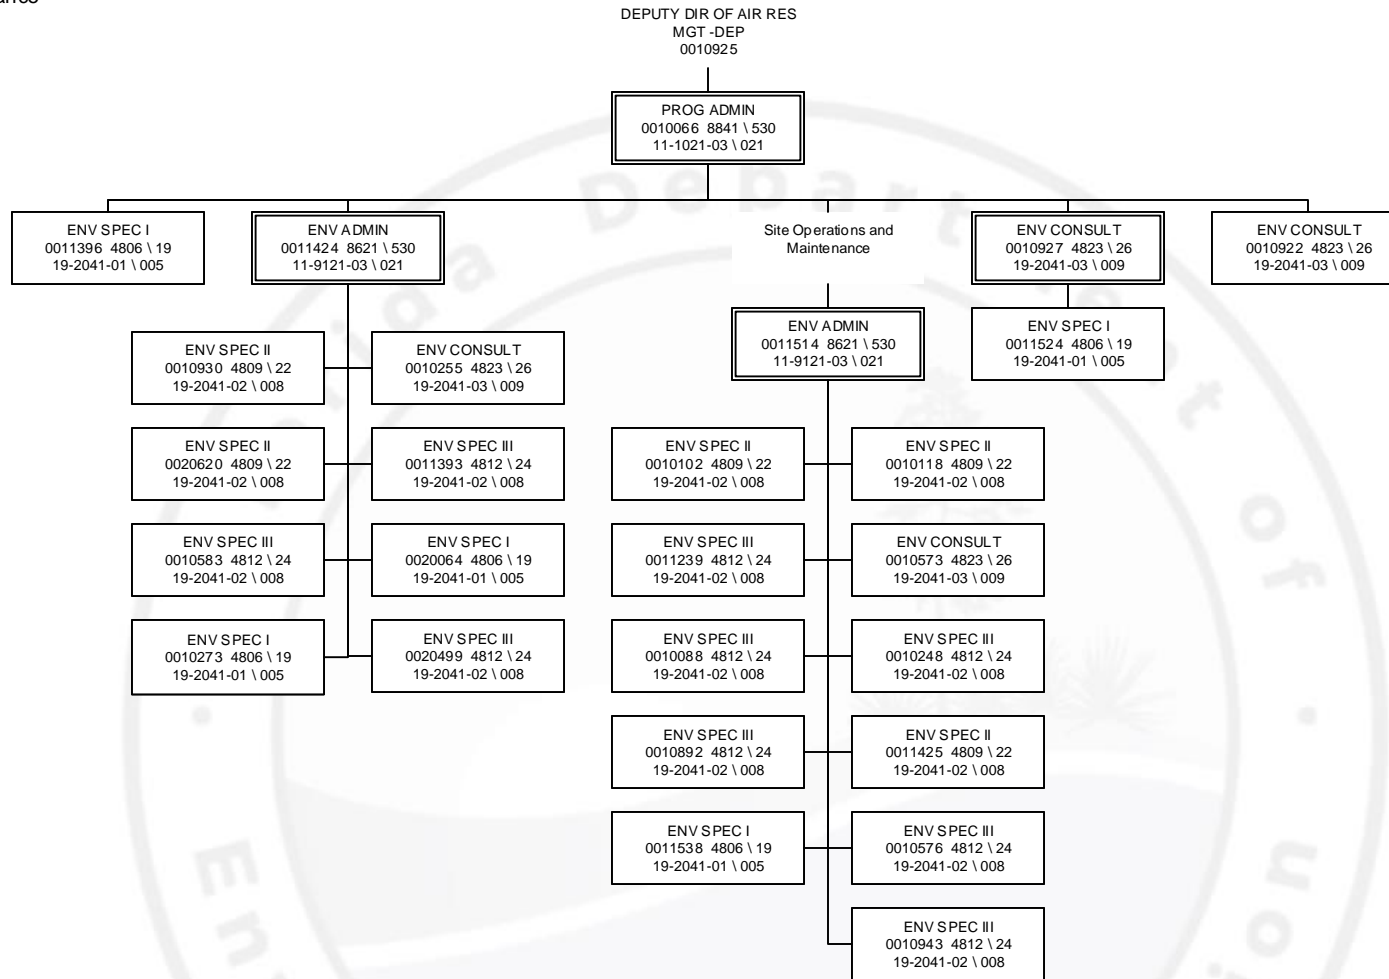 DEPUTY DIR OF AIR RES
MGT -DEP
0010925
PROG ADMIN
0010066 8841 \ 530
11-1021-03 \ 021
ENV SPEC I
0011396 4806 \ 19
19-2041-01 \ 005
ENV ADMIN
0011424 8621 \ 530
11-9121-03 \ 021
Site Operations and
Maintenance
ENV CONSULT
0010927 4823 \ 26
19-2041-03 \ 009
ENV CONSULT
0010922 4823 \ 26
19-2041-03 \ 009
ENV ADMIN
0011514 8621 \ 530
11-9121-03 \ 021
ENV SPEC I
0011524 4806 \ 19
19-2041-01 \ 005
ENV SPEC II
0010930 4809 \ 22
19-2041-02 \ 008
ENV CONSULT
0010255 4823 \ 26
19-2041-03 \ 009
ENV SPEC II
0020620 4809 \ 22
19-2041-02 \ 008
ENV SPEC III
0011393 4812 \ 24
19-2041-02 \ 008
ENV SPEC III
0010583 4812 \ 24
19-2041-02 \ 008
ENV SPEC I
0020064 4806 \ 19
19-2041-01 \ 005
ENV SPEC I
0010273 4806 \ 19
19-2041-01 \ 005
ENV SPEC III
0020499 4812 \ 24
19-2041-02 \ 008
ENV SPEC II
0010102 4809 \ 22
19-2041-02 \ 008
ENV SPEC II
0010118 4809 \ 22
19-2041-02 \ 008
ENV SPEC III
0011239 4812 \ 24
19-2041-02 \ 008
ENV CONSULT
0010573 4823 \ 26
19-2041-03 \ 009
ENV SPEC III
0010088 4812 \ 24
19-2041-02 \ 008
ENV SPEC III
0010248 4812 \ 24
19-2041-02 \ 008
ENV SPEC III
0010892 4812 \ 24
19-2041-02 \ 008
ENV SPEC II
0011425 4809 \ 22
19-2041-02 \ 008
ENV SPEC I
0011538 4806 \ 19
19-2041-01 \ 005
ENV SPEC III
0010576 4812 \ 24
19-2041-02 \ 008
ENV SPEC III
0010943 4812 \ 24
19-2041-02 \ 008